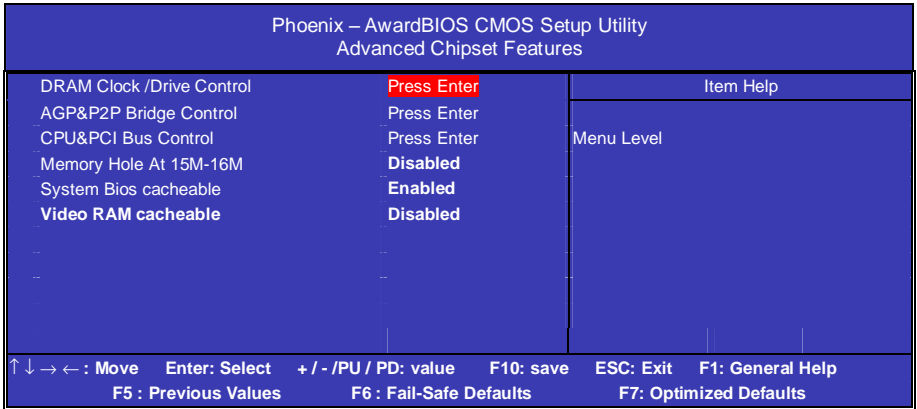 Phoenix – AwardBIOS CMOS Setup Utility
Advanced Chipset Features
DRAM Clock /Drive Control Press Enter Item Help
AGP&P2P Bridge Control Press Enter
CPU&PCI Bus Control Press Enter Menu Level
Memory Hole At 15M-16M Disabled
System Bios cacheable Enabled
Video RAM cacheable Disabled
↑↓→←: Move Enter: Select + / - /PU / PD: value F10: save ESC: Exit F1: General Help
F5 : Previous Values F6 : Fail-Safe Defaults F7: Optimized Defaults